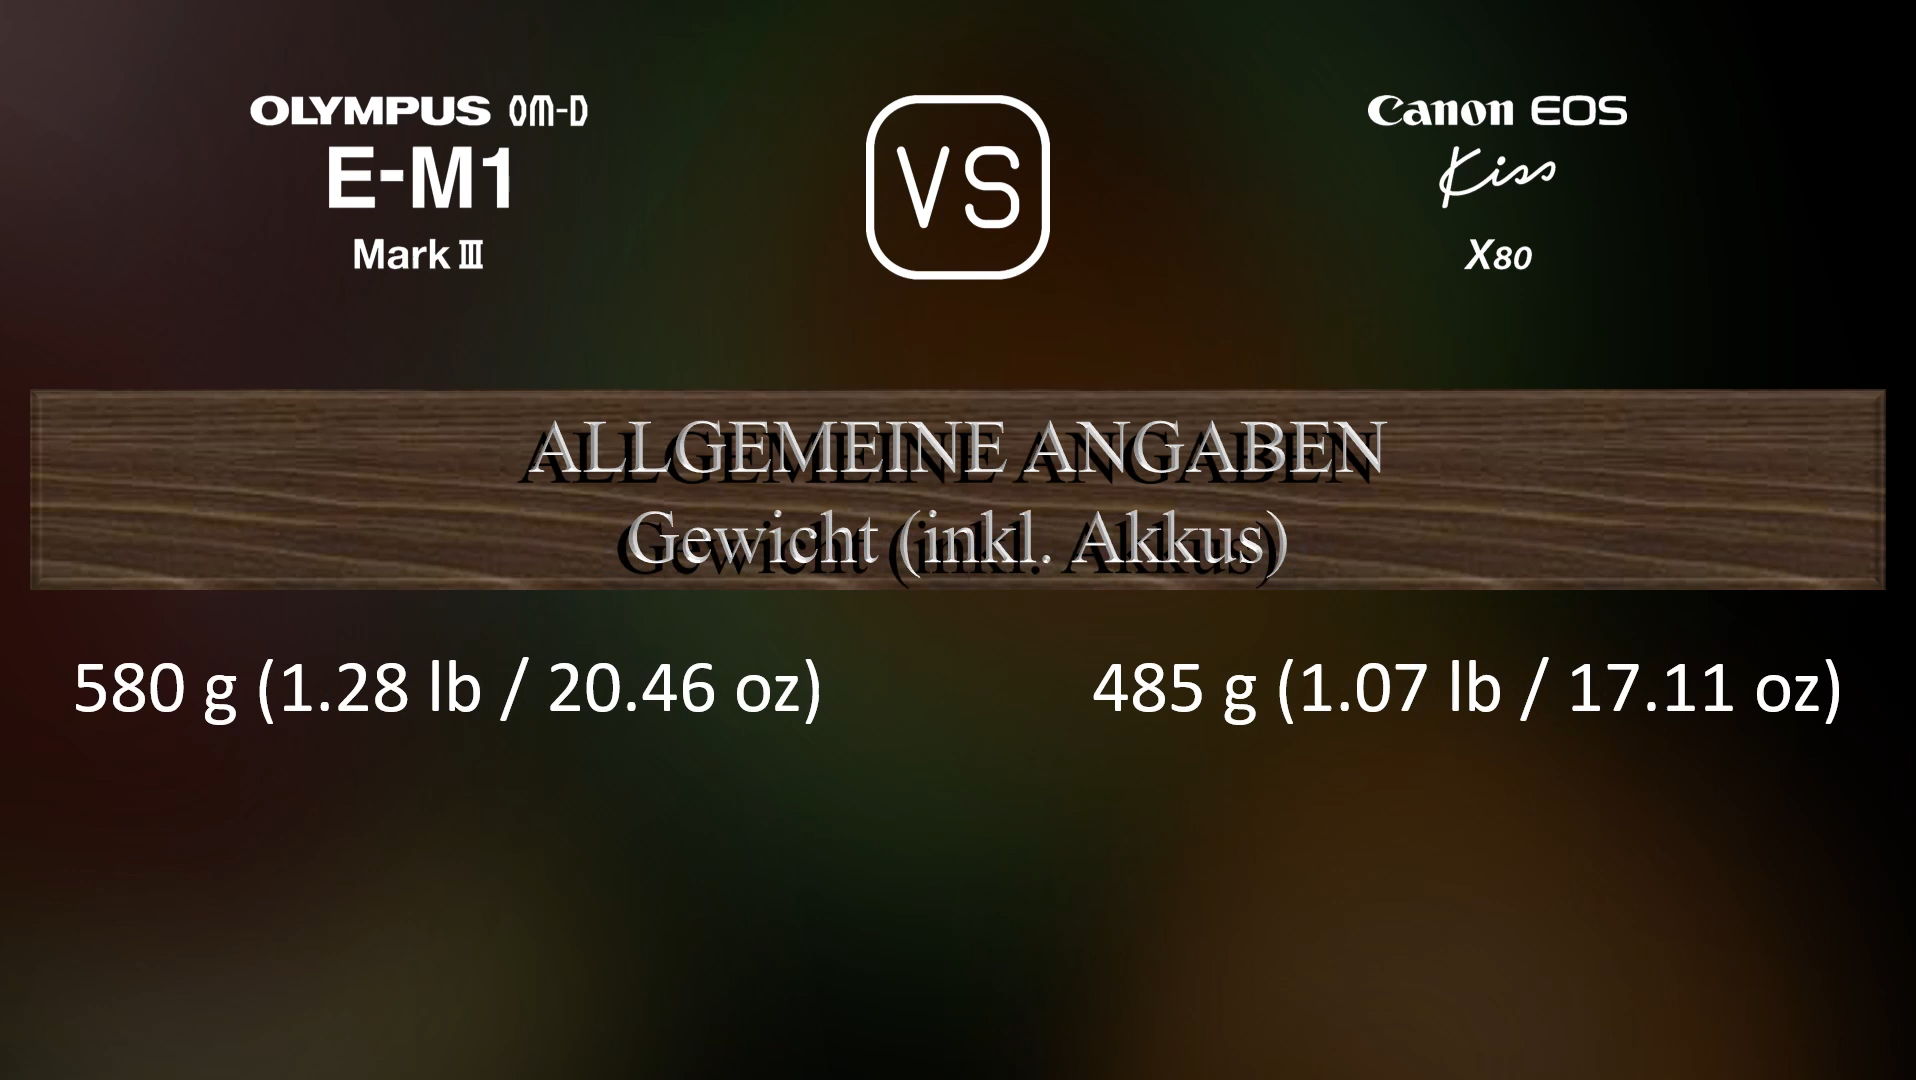 OLYMPUS OM-D
E-M1
Mark III
VS
Canon EOS
Kiss
X80
ALLGEMEINE ANGABEN
Gewicht (inkl. Akkus)
580 g (1.28 lb / 20.46 oz)
485 g (1.07 lb / 17.11 oz)